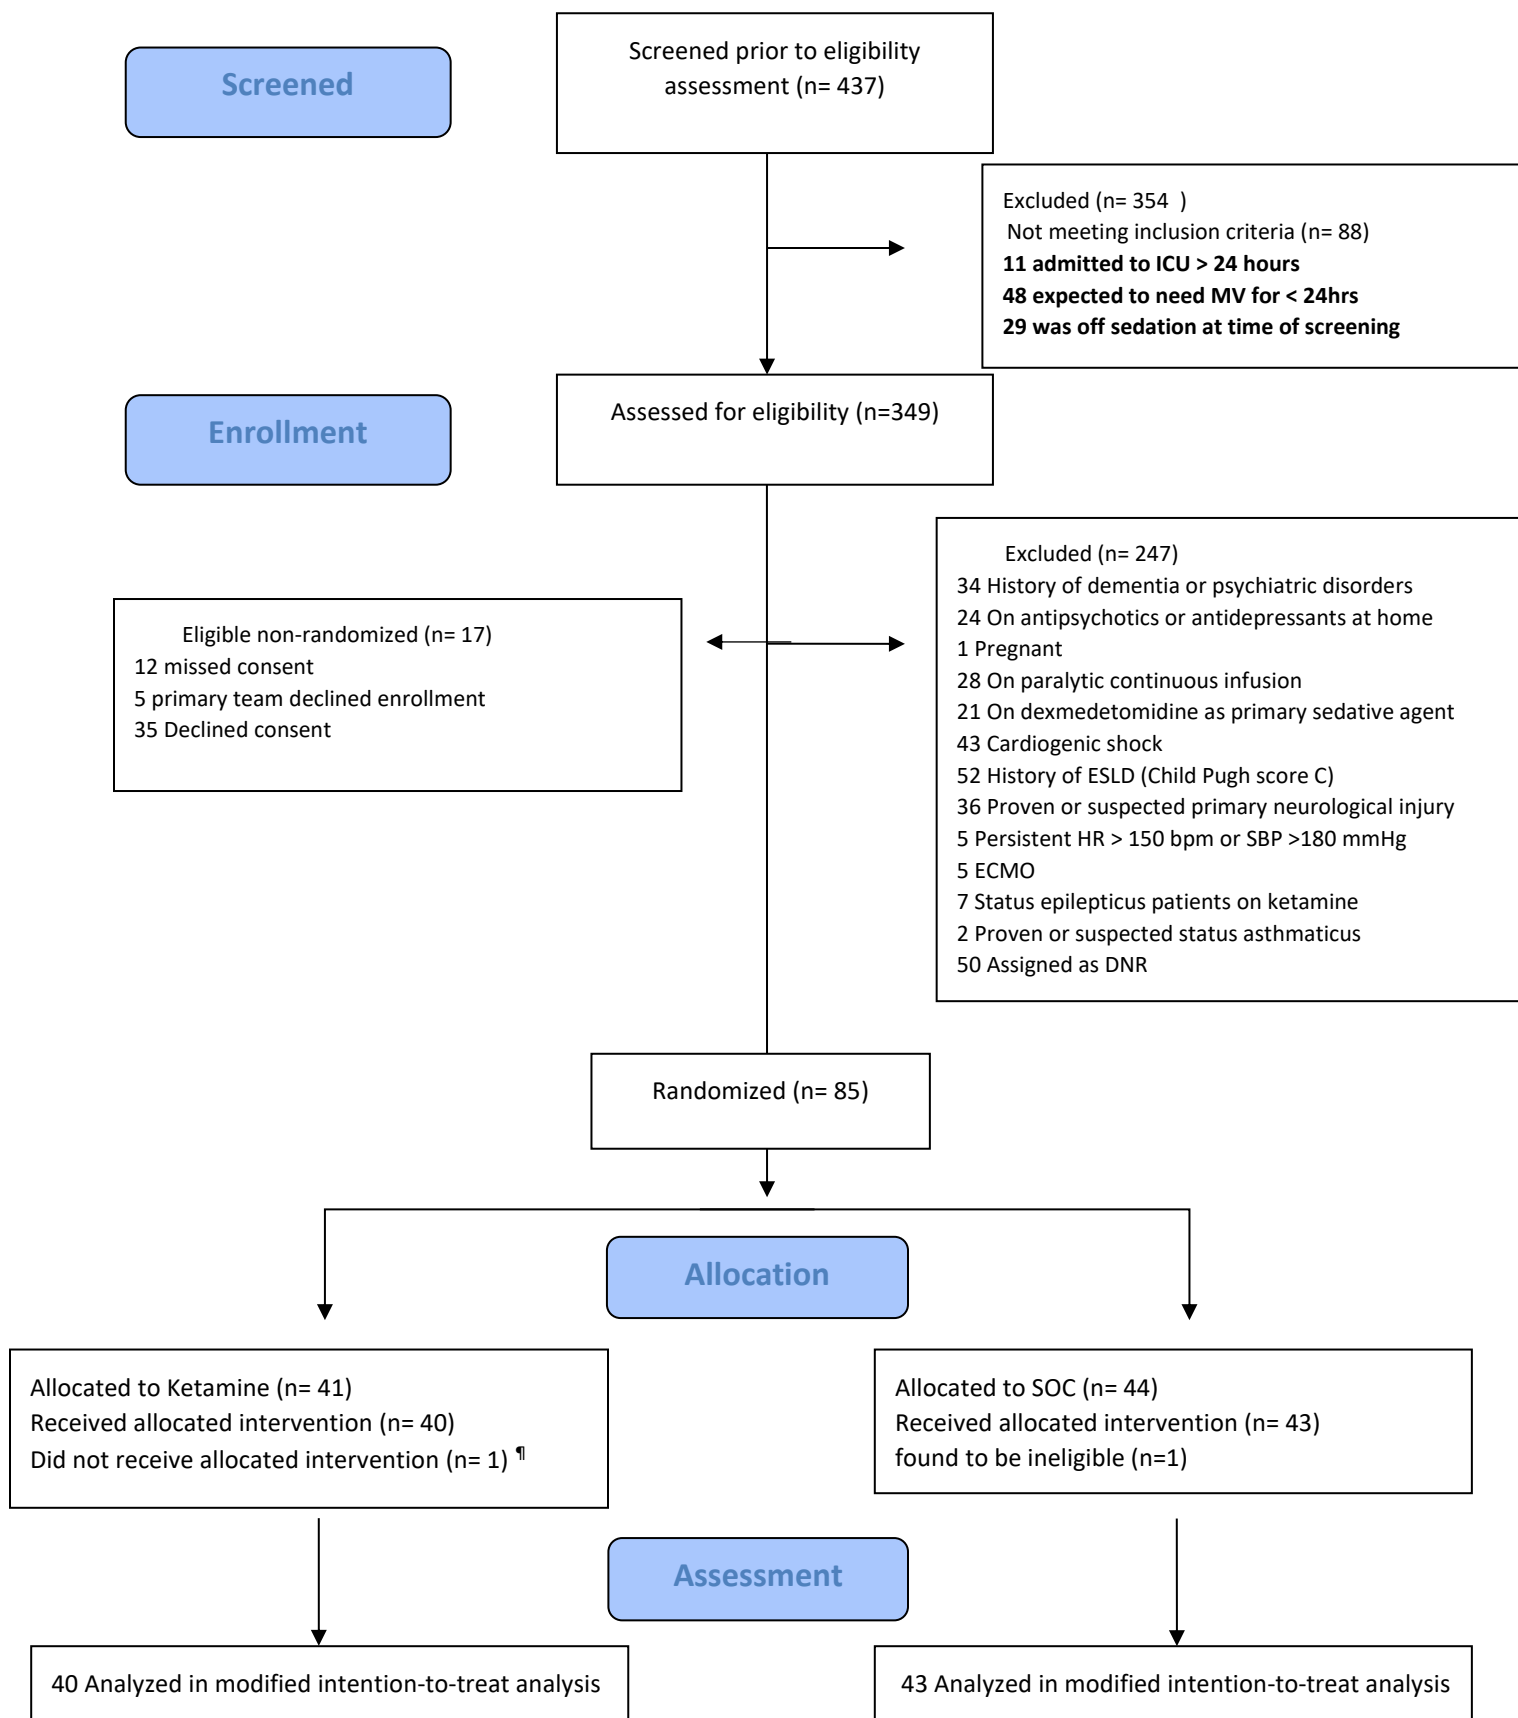 Screened
Screened prior to eligibility
assessment (n= 437)
Excluded (n= 354  )
Not meeting inclusion criteria (n= 88)
11 admitted to ICU > 24 hours
48 expected to need MV for < 24hrs
29 was off sedation at time of screening
Enrollment
Assessed for eligibility (n=349)
Eligible non-randomized (n= 17)
12 missed consent
5 primary team declined enrollment
35 Declined consent
Excluded (n= 247)
34 History of dementia or psychiatric disorders
24 On antipsychotics or antidepressants at home
1 Pregnant
28 On paralytic continuous infusion
21 On dexmedetomidine as primary sedative agent
43 Cardiogenic shock
52 History of ESLD (Child Pugh score C)
36 Proven or suspected primary neurological injury
5 Persistent HR > 150 bpm or SBP >180 mmHg
5 ECMO
7 Status epilepticus patients on ketamine
2 Proven or suspected status asthmaticus
50 Assigned as DNR
Randomized (n= 85)
Allocation
Allocated to Ketamine (n= 41)
Received allocated intervention (n= 40)
Did not receive allocated intervention (n= 1) ¶
Allocated to SOC (n= 44)
Received allocated intervention (n= 43)
found to be ineligible (n=1)
Assessment
40 Analyzed in modified intention-to-treat analysis
43 Analyzed in modified intention-to-treat analysis